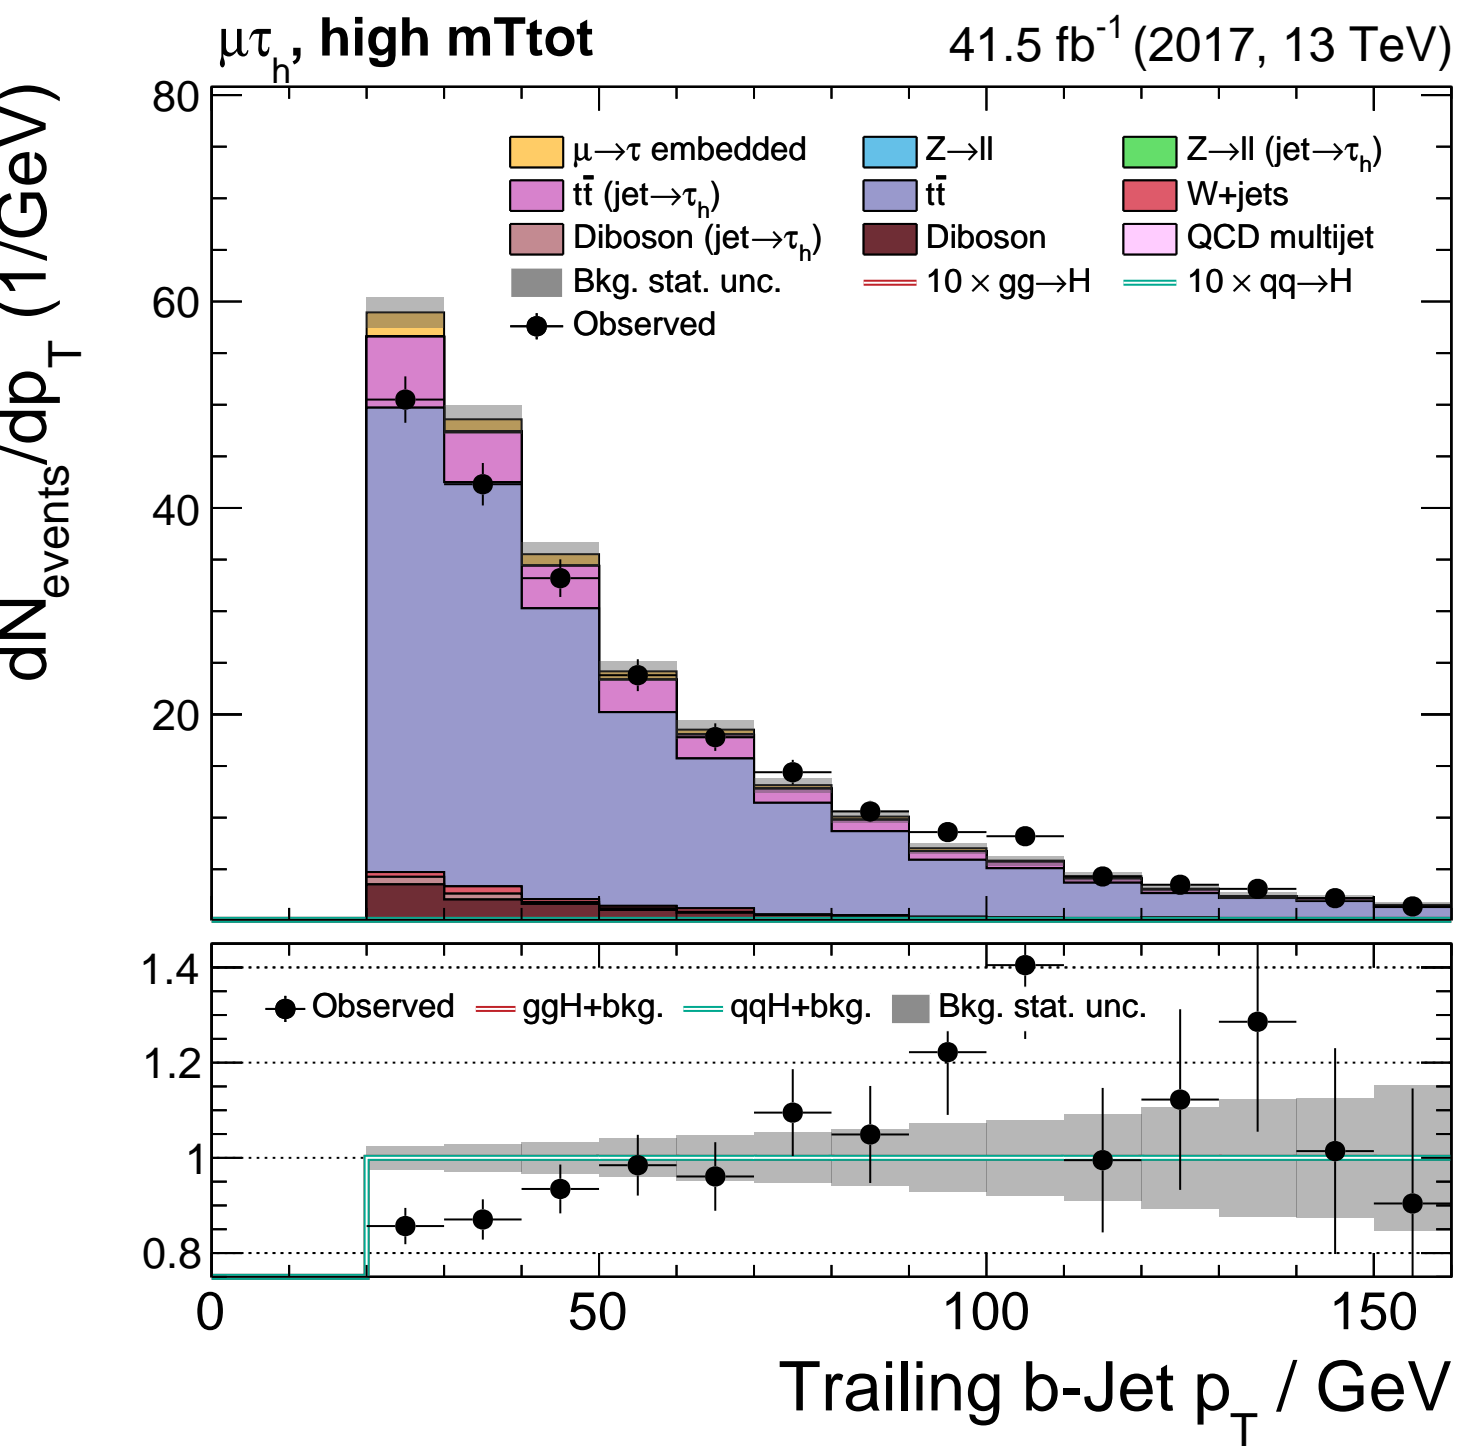 μτh, high mTtot
41.5 fb-1 (2017, 13 TeV)
dNevents/dpT (1/GeV)
80
60
40
20
μ→τ embedded Z→ll Z→ll (jet→τh)
tt̄ (jet→τh) tt̄ W+jets
Diboson (jet→τh) Diboson QCD multijet
Bkg. stat. unc. 10 × gg→H 10 × qq→H
Observed
1.4
1.2
1
0.8
Observed ggH+bkg. qqH+bkg. Bkg. stat. unc.
0 50 100 150
Trailing b-Jet pT / GeV